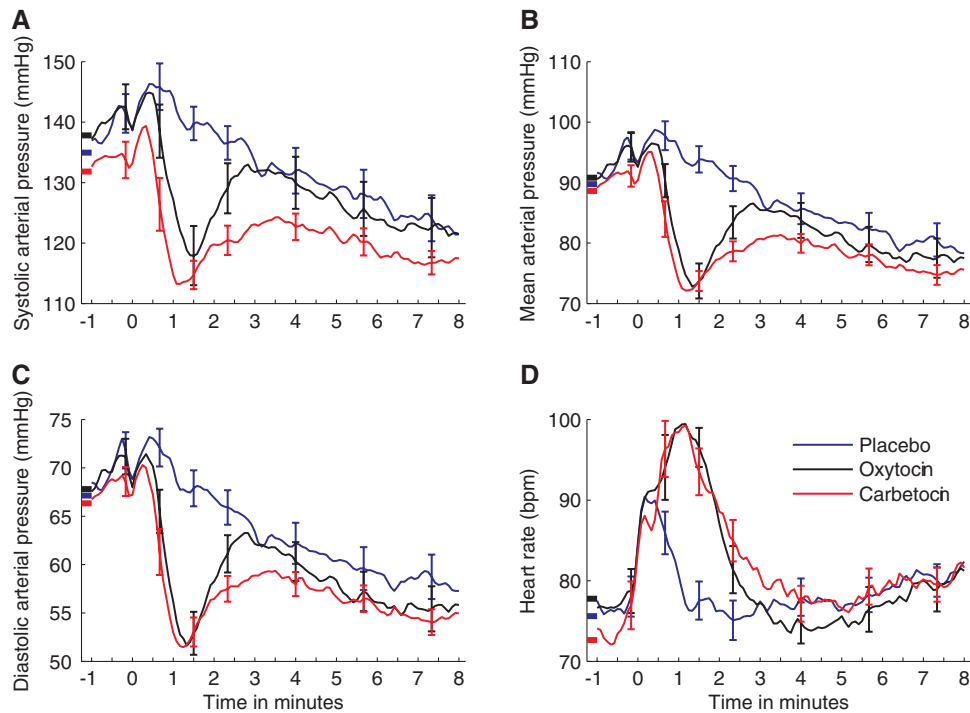 A
Systolic arterial pressure (mmHg)
150
140
130
120
110
-1 0 1 2 3 4 5 6 7 8
B
Mean arterial pressure (mmHg)
110
100
90
80
70
-1 0 1 2 3 4 5 6 7 8
C
Diastolic arterial pressure (mmHg)
75
70
65
60
55
50
-1 0 1 2 3 4 5 6 7 8
Time in minutes
D
Heart rate (bpm)
100
90
80
70
Placebo
Oxytocin
Carbetocin
-1 0 1 2 3 4 5 6 7 8
Time in minutes